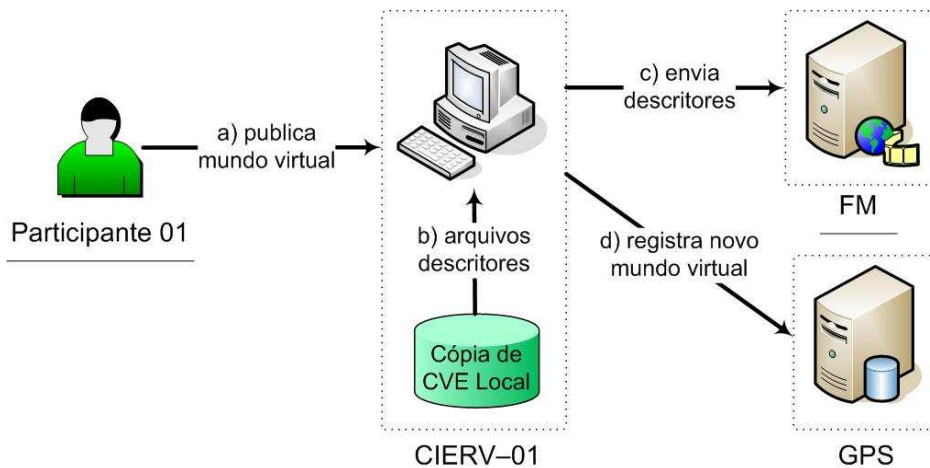 Participante 01
a) publica
mundo virtual
b) arquivos
descritores
Cópia de
CVE Local
CIERV–01
c) envia
descritores
FM
d) registra novo
mundo virtual
GPS